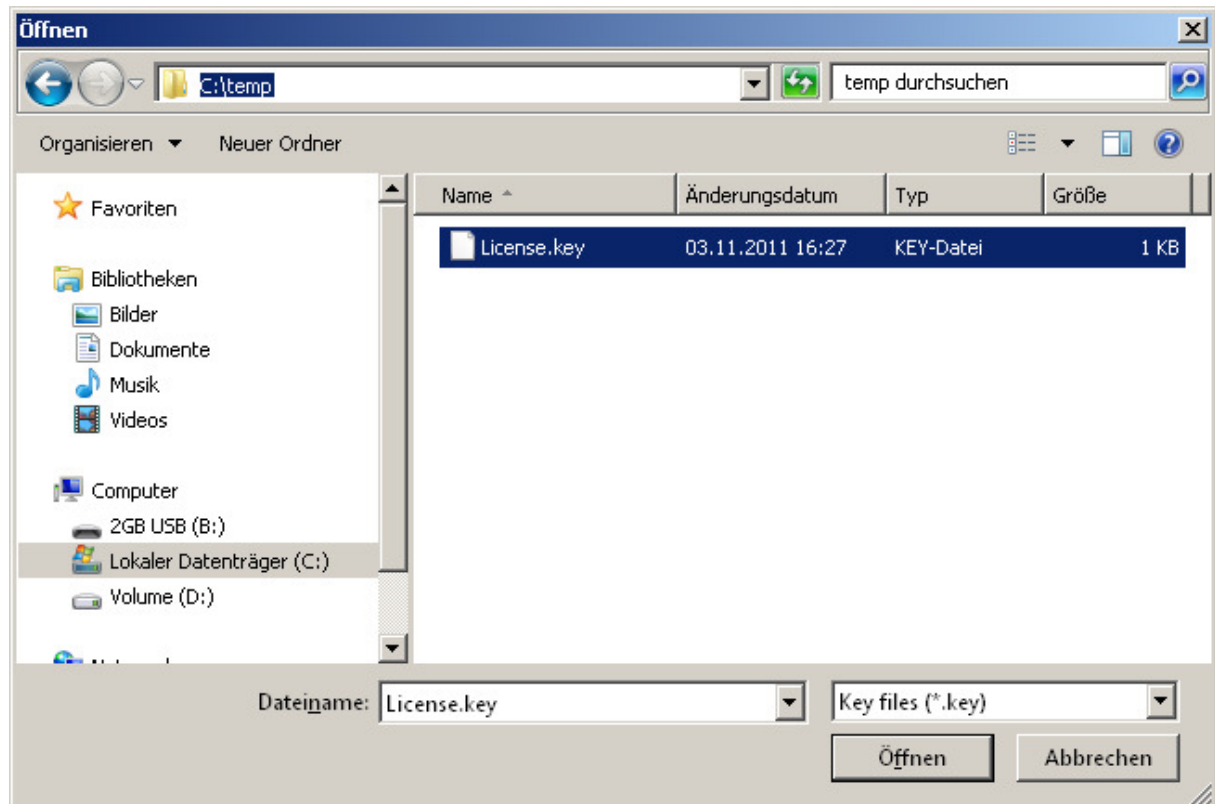 Öffnen
C:\temp
temp durchsuchen
Organisieren
Neuer Ordner
Name
Änderungsdatum
Typ
Größe
Favoriten
License.key
03.11.2011 16:27
KEY-Datei
1 KB
Bibliotheken
Bilder
Dokumente
Musik
Videos
Computer
2GB USB (B:)
Lokaler Datenträger (C:)
Volume (D:)
Dateiname:
License.key
Key files (*.key)
Öffnen
Abbrechen